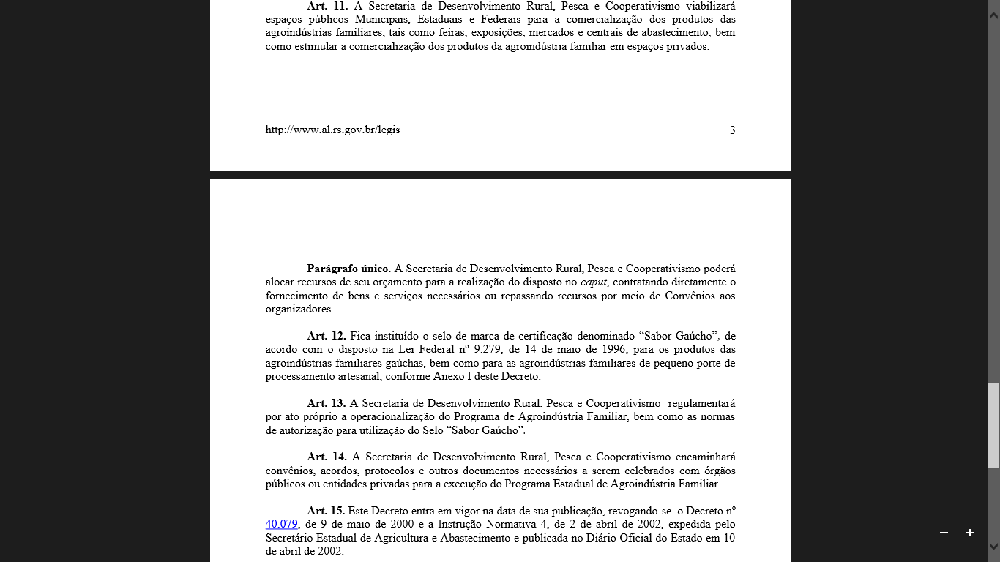 Art. 11. A Secretaria de Desenvolvimento Rural, Pesca e Cooperativismo viabilizará
espaços públicos Municipais, Estaduais e Federais para a comercialização dos produtos das
agroindústrias familiares, tais como feiras, exposições, mercados e centrais de abastecimento, bem
como estimular a comercialização dos produtos da agroindústria familiar em espaços privados.
http://www.al.rs.gov.br/legis 3
Parágrafo único. A Secretaria de Desenvolvimento Rural, Pesca e Cooperativismo poderá
alocar recursos de seu orçamento para a realização do disposto no caput, contratando diretamente o
fornecimento de bens e serviços necessários ou repassando recursos por meio de Convênios aos
organizadores.
Art. 12. Fica instituído o selo de marca de certificação denominado “Sabor Gaúcho”, de
acordo com o disposto na Lei Federal nº 9.279, de 14 de maio de 1996, para os produtos das
agroindústrias familiares gaúchas, bem como para as agroindústrias familiares de pequeno porte de
processamento artesanal, conforme Anexo I deste Decreto.
Art. 13. A Secretaria de Desenvolvimento Rural, Pesca e Cooperativismo regulamentará
por ato próprio a operacionalização do Programa de Agroindústria Familiar, bem como as normas
de autorização para utilização do Selo “Sabor Gaúcho”.
Art. 14. A Secretaria de Desenvolvimento Rural, Pesca e Cooperativismo encaminhará
convênios, acordos, protocolos e outros documentos necessários a serem celebrados com órgãos
públicos ou entidades privadas para a execução do Programa Estadual de Agroindústria Familiar.
Art. 15. Este Decreto entra em vigor na data de sua publicação, revogando-se o Decreto nº
40.079, de 9 de maio de 2000 e a Instrução Normativa 4, de 2 de abril de 2002, expedida pelo
Secretário Estadual de Agricultura e Abastecimento e publicada no Diário Oficial do Estado em 10
de abril de 2002.